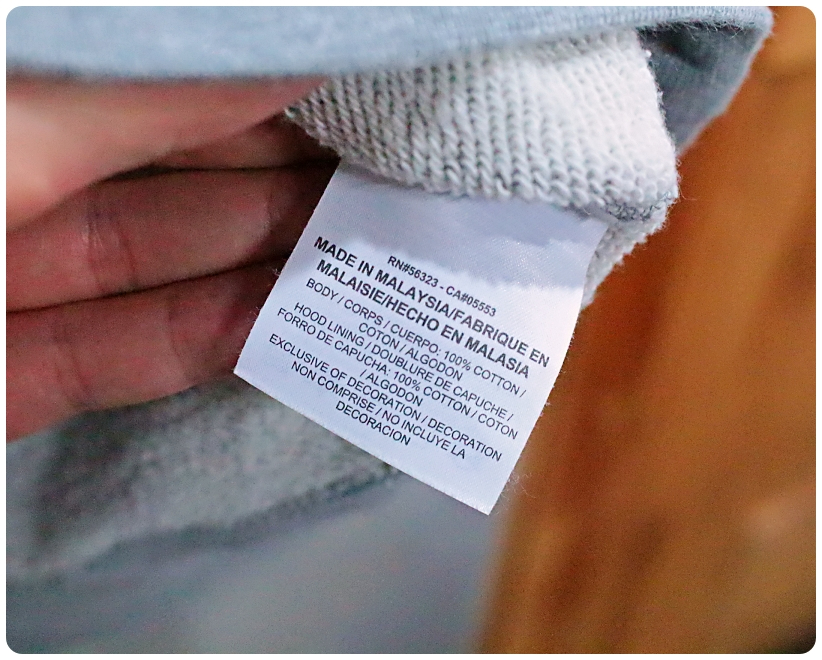 RN#56323 - CA#05553
MADE IN MALAYSIA/FABRIQUE EN
MALAISIE/HECHO EN MALASIA
BODY / CORPS / CUERPO: 100% COTTON /
COTON / ALGODON
HOOD LINING / DOUBLURE DE CAPUCHE /
FORRO DE CAPUCHA: 100% COTTON / COTON
/ ALGODON
EXCLUSIVE OF DECORATION / DECORATION
NON COMPRISE / NO INCLUYE LA
DECORACION